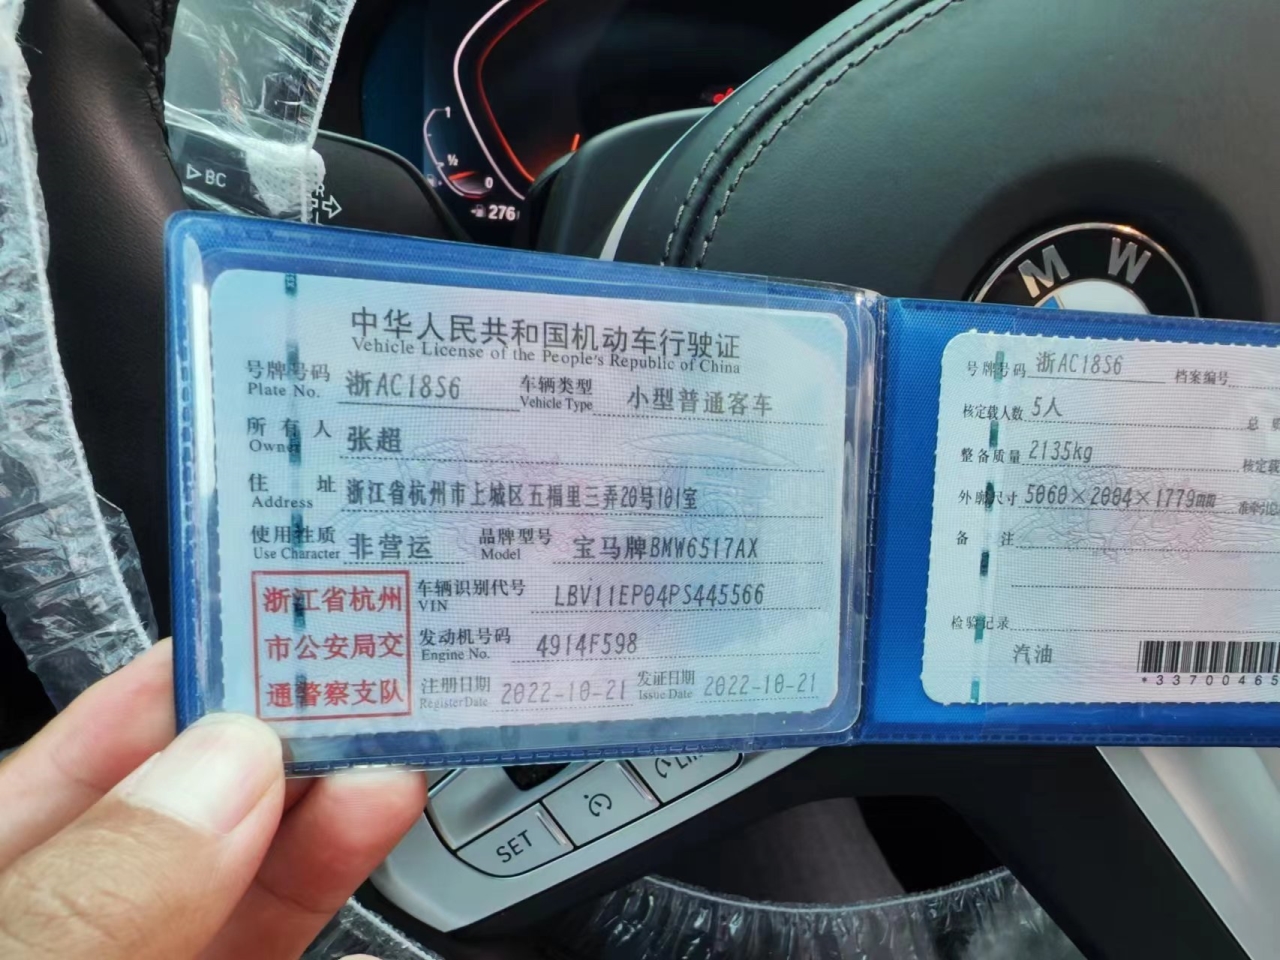 BC
1/2
0
276
M W
中华人民共和国机动车行驶证
Vehicle License of the People's Republic of China
号牌号码 浙AC18S6 车辆类型 小型普通客车
Plate No. Vehicle Type
所有人 张超
Owner
住址 浙江省杭州市上城区五福里三弄20号101室
Address
使用性质 非营运 品牌型号 宝马牌BMW6517AX
Use Character Model
浙江省杭州
市公安局交
通警察支队
车辆识别代号 LBV11EP04PS445566
VIN
发动机号码 4914F598
Engine No.
注册日期 2022-10-21 发证日期 2022-10-21
Register Date Issue Date
号牌号码 浙AC18S6 档案编号
核定载人数 5人 总
整备质量 2135kg 核定载
外廓尺寸 5060×2004×1779mm
备注
检验记录
汽油
*33700465
SET